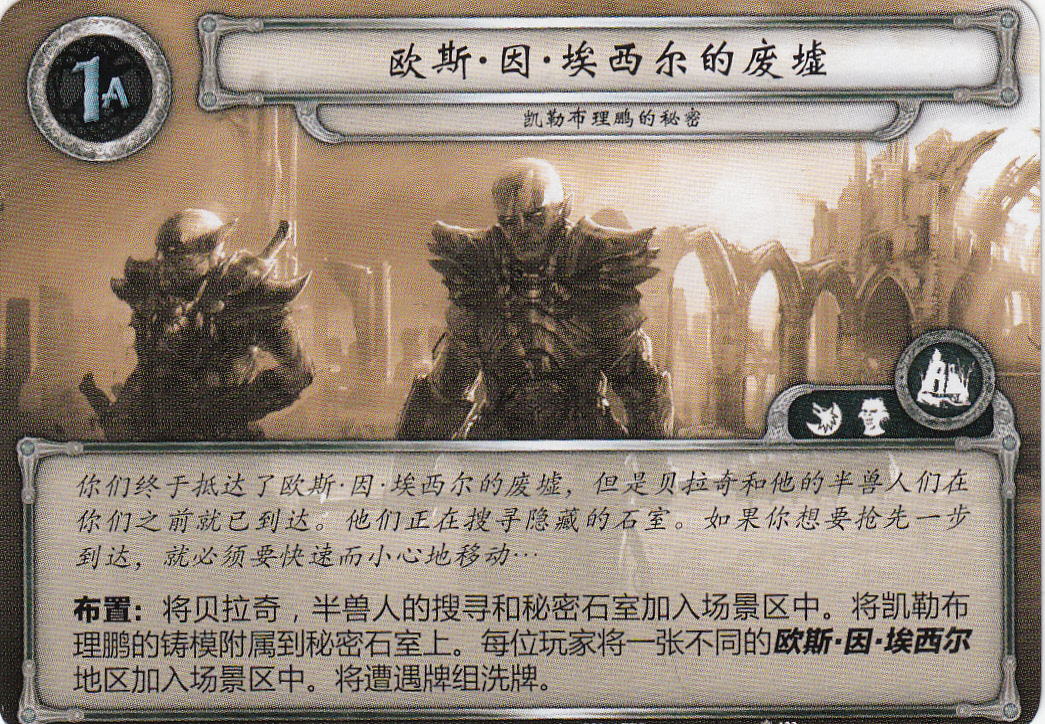 1A
欧斯·因·埃西尔的废墟
凯勒布理鹏的秘密
你们终于抵达了欧斯·因·埃西尔的废墟，但是贝拉奇和他的半兽人们在
你们之前就已到达。他们正在搜寻隐藏的石室。如果你想要抢先一步
到达，就必须要快速而小心地移动…
布置：将贝拉奇，半兽人的搜寻和秘密石室加入场景区中。将凯勒布
理鹏的铸模附属到秘密石室上。每位玩家将一张不同的欧斯·因·埃西尔
地区加入场景区中。将遭遇牌组洗牌。